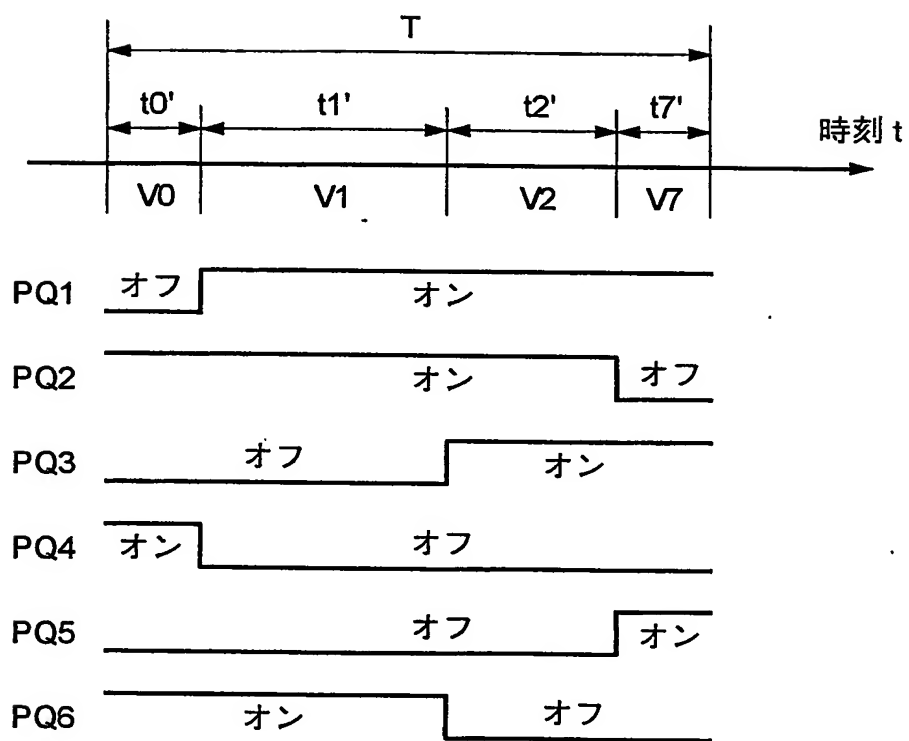 T
t0' t1' t2' t7'
時刻 t
V0 V1 V2 V7
PQ1 オフ オン
PQ2 オン オフ
PQ3 オフ オン
PQ4 オン オフ
PQ5 オフ オン
PQ6 オン オフ